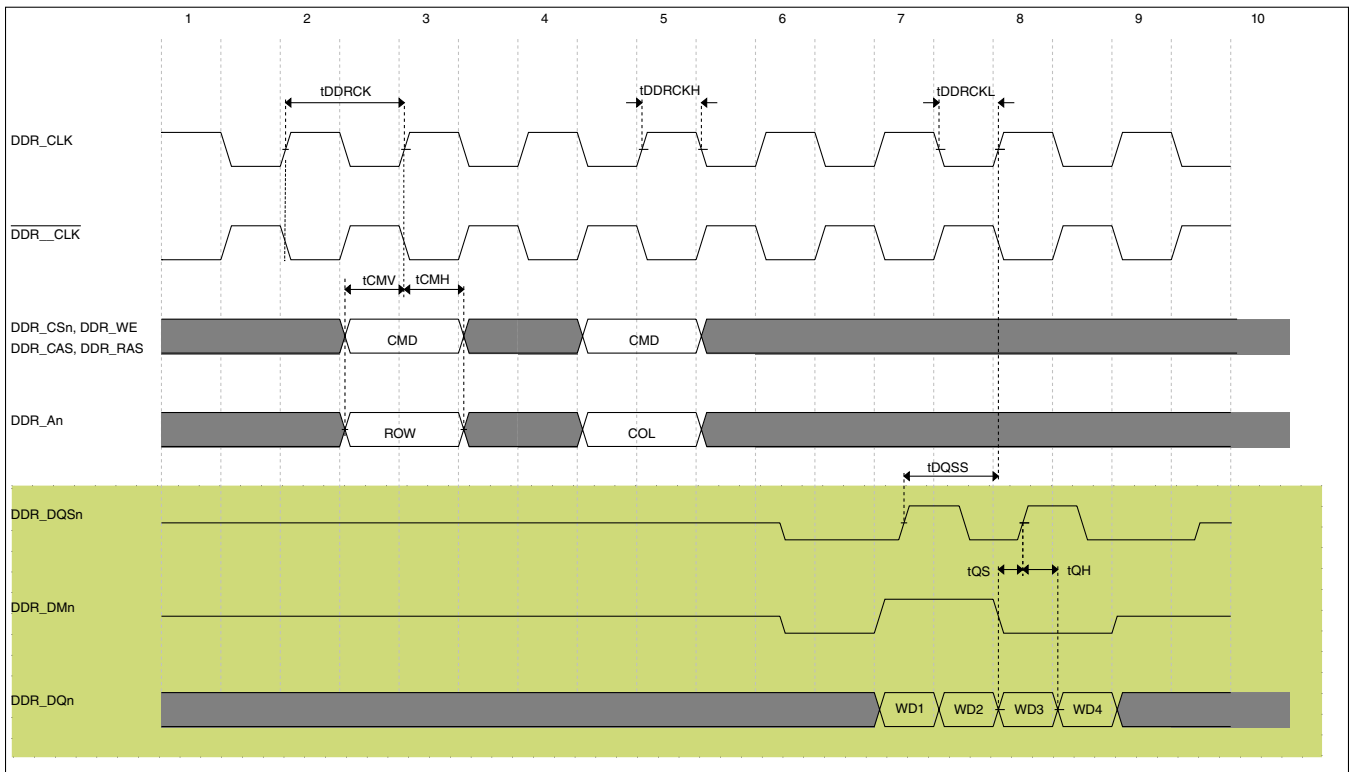 1 2 3 4 5 6 7 8 9 10
tDDRCK tDDRCKH tDDRCKL
DDR_CLK
DDR__CLK
tCMV tCMH
DDR_CSn, DDR_WE
DDR_CAS, DDR_RAS
CMD CMD
DDR_An
ROW COL
tDQSS
DDR_DQSn
tQS tQH
DDR_DMn
DDR_DQn
WD1 WD2 WD3 WD4